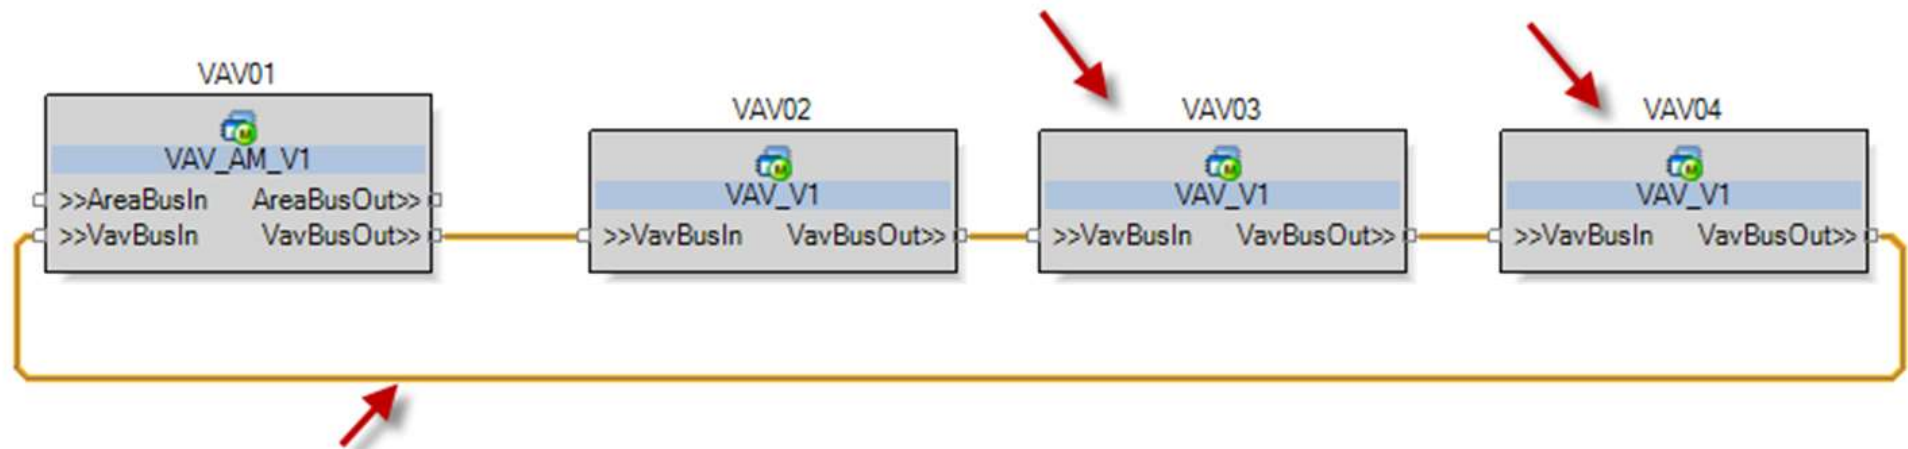 VAV01
VAV_AM_V1
>>AreaBusIn AreaBusOut>>
>>VavBusIn VavBusOut>>
VAV02
VAV_V1
>>VavBusIn VavBusOut>>
VAV03
VAV_V1
>>VavBusIn VavBusOut>>
VAV04
VAV_V1
>>VavBusIn VavBusOut>>